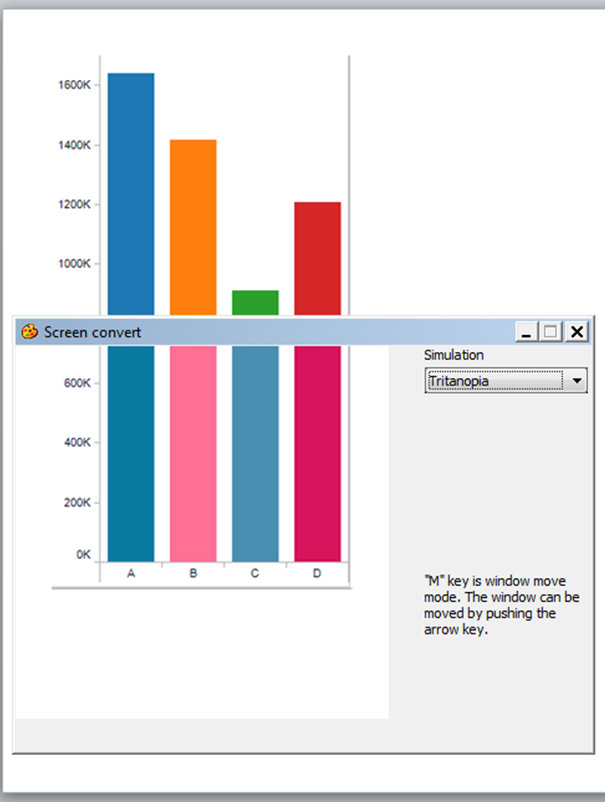 1600K
1400K
1200K
1000K
Screen convert
Simulation
Tritanopia
600K
400K
200K
0K
A B C D
"M" key is window move
mode. The window can be
moved by pushing the
arrow key.